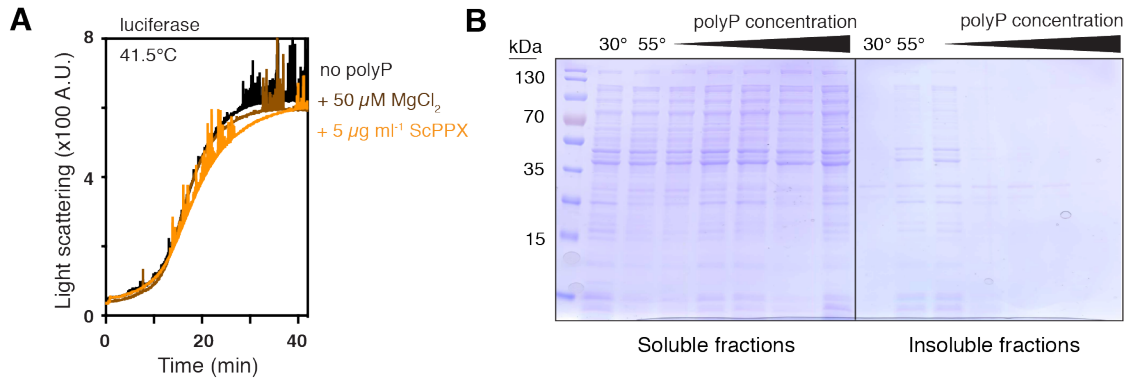 A
luciferase
41.5°C
8
4
0
Light scattering (x100 A.U.)
0
20
40
Time (min)
no polyP
+ 50 µM MgCl₂
+ 5 µg ml⁻¹ ScPPX
B
polyP concentration
polyP concentration
kDa
30° 55°
30° 55°
130
70
35
15
Soluble fractions
Insoluble fractions